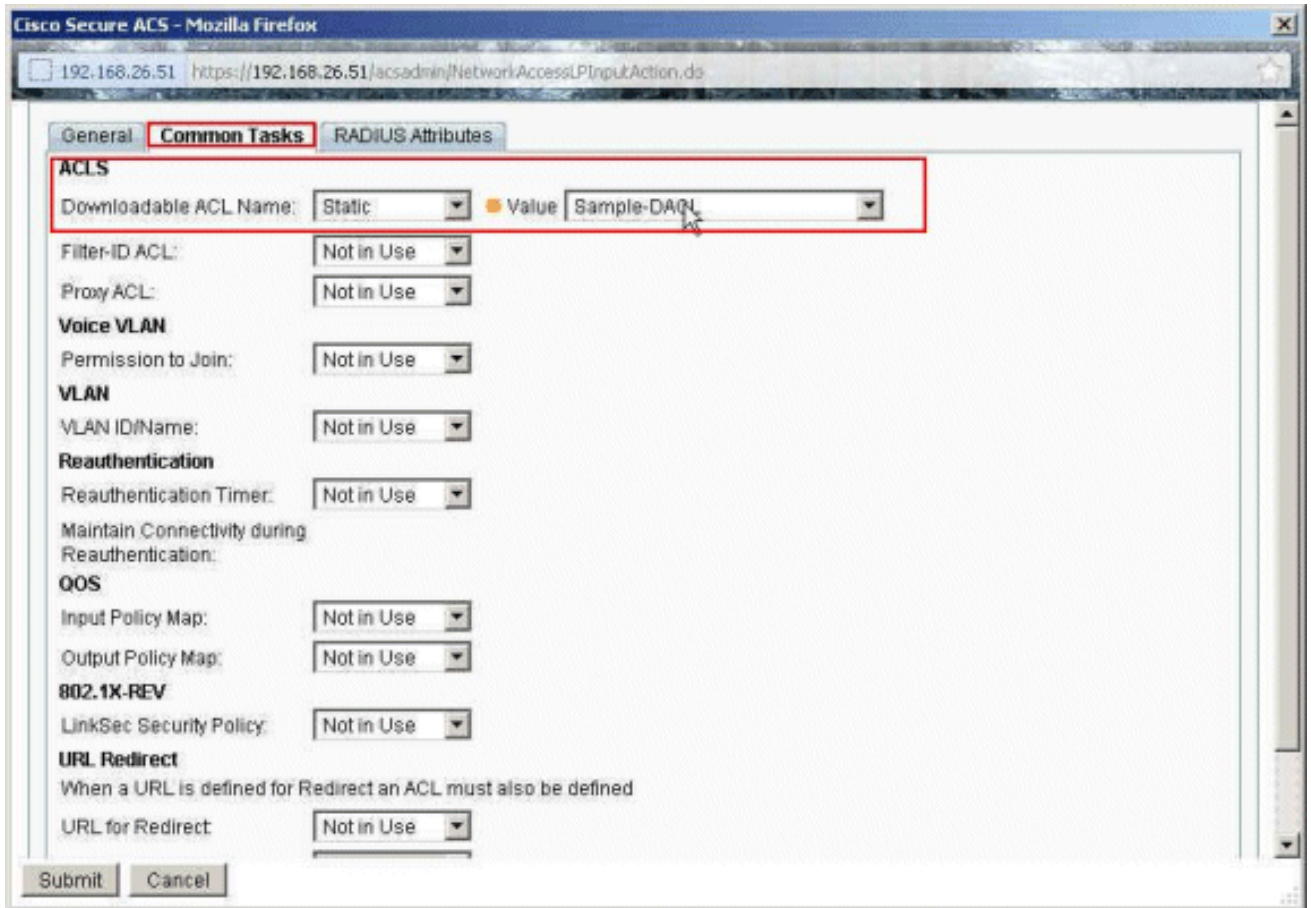 Cisco Secure ACS - Mozilla Firefox
192.168.26.51 https://192.168.26.51/acsadmin/NetworkAccessLPInputAction.do
General Common Tasks RADIUS Attributes
ACLS
Downloadable ACL Name: Static Value Sample-DACL
Filter-ID ACL: Not in Use
Proxy ACL: Not in Use
Voice VLAN
Permission to Join: Not in Use
VLAN
VLAN ID/Name: Not in Use
Reauthentication
Reauthentication Timer: Not in Use
Maintain Connectivity during
Reauthentication:
QOS
Input Policy Map: Not in Use
Output Policy Map: Not in Use
802.1X-REV
LinkSec Security Policy: Not in Use
URL Redirect
When a URL is defined for Redirect an ACL must also be defined
URL for Redirect: Not in Use
Submit Cancel